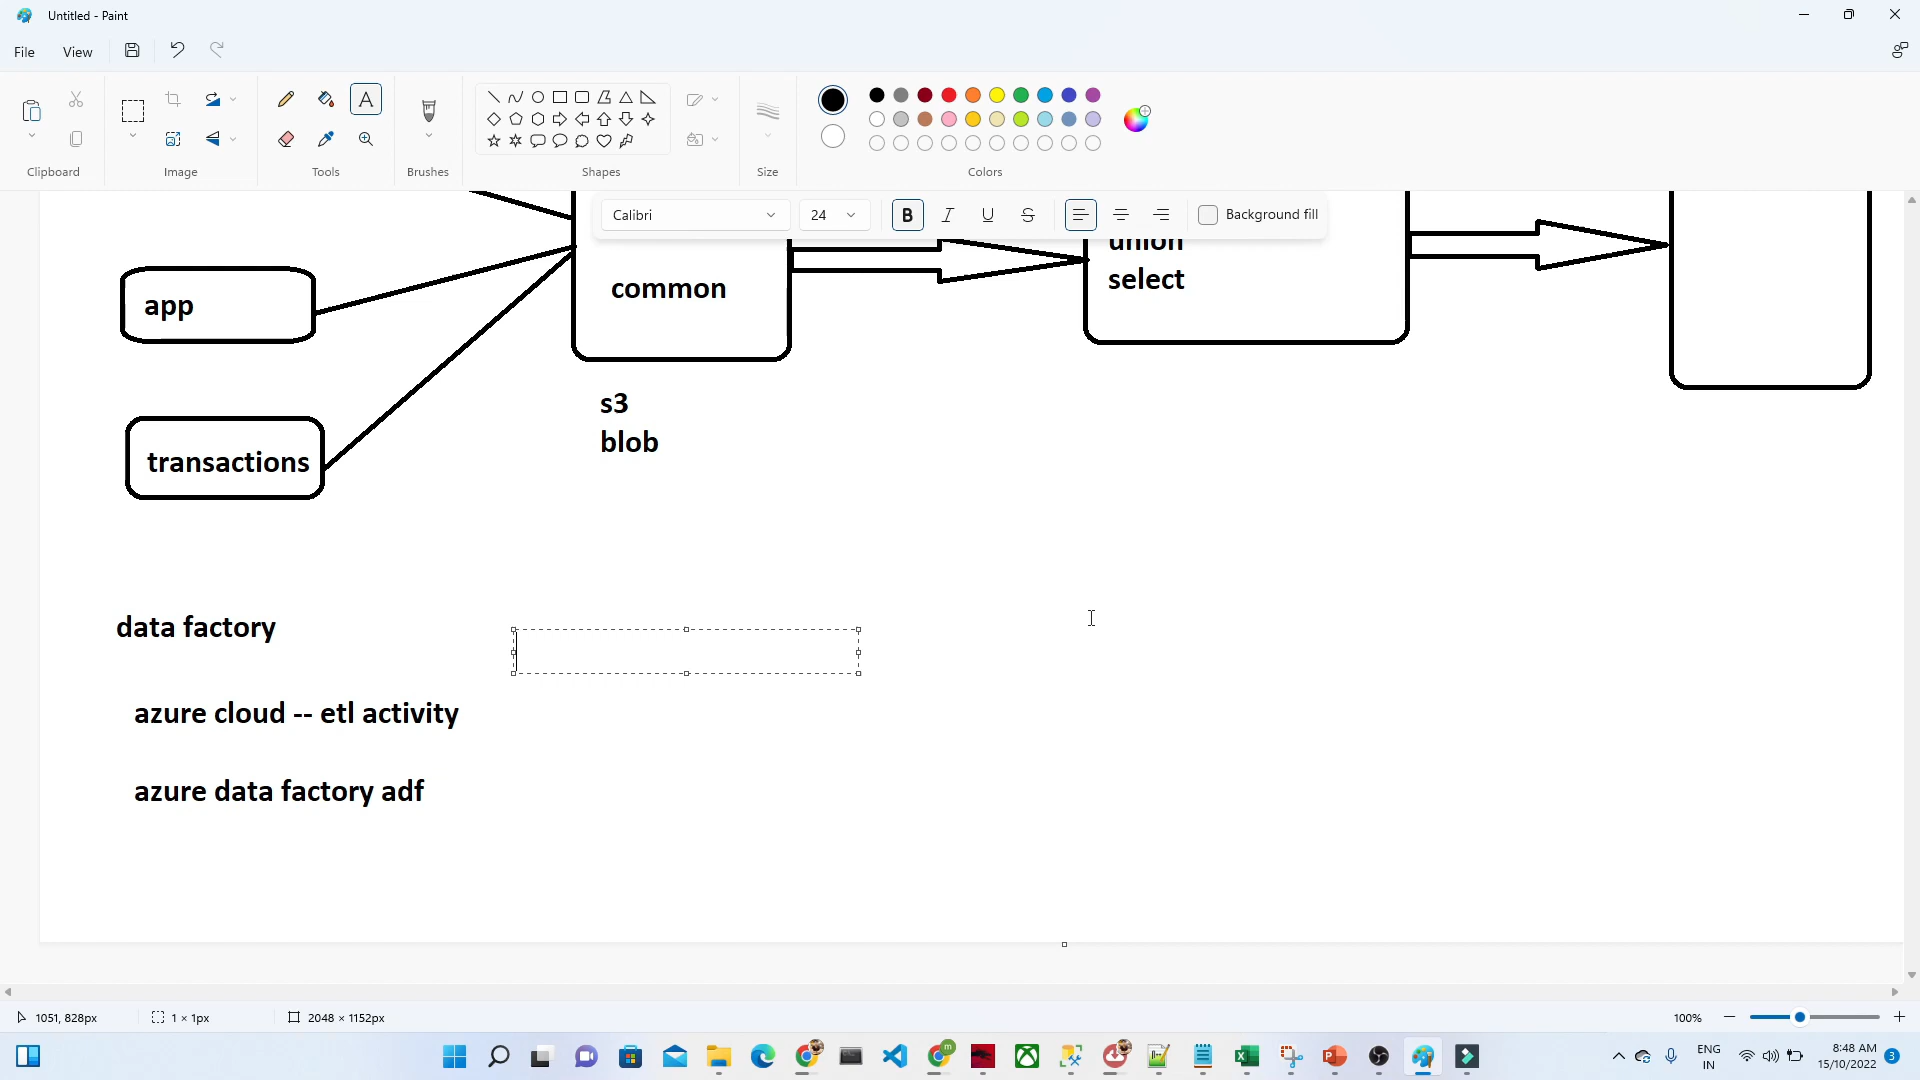 Untitled - Paint
File
View
Clipboard
Image
Tools
Brushes
Shapes
Size
Colors
Calibri
24
B
Background fill
union
select
common
app
s3
blob
transactions
data factory
azure cloud -- etl activity
azure data factory adf
1051, 828px
1 × 1px
2048 × 1152px
100%
ENG
IN
8:48 AM
15/10/2022
3